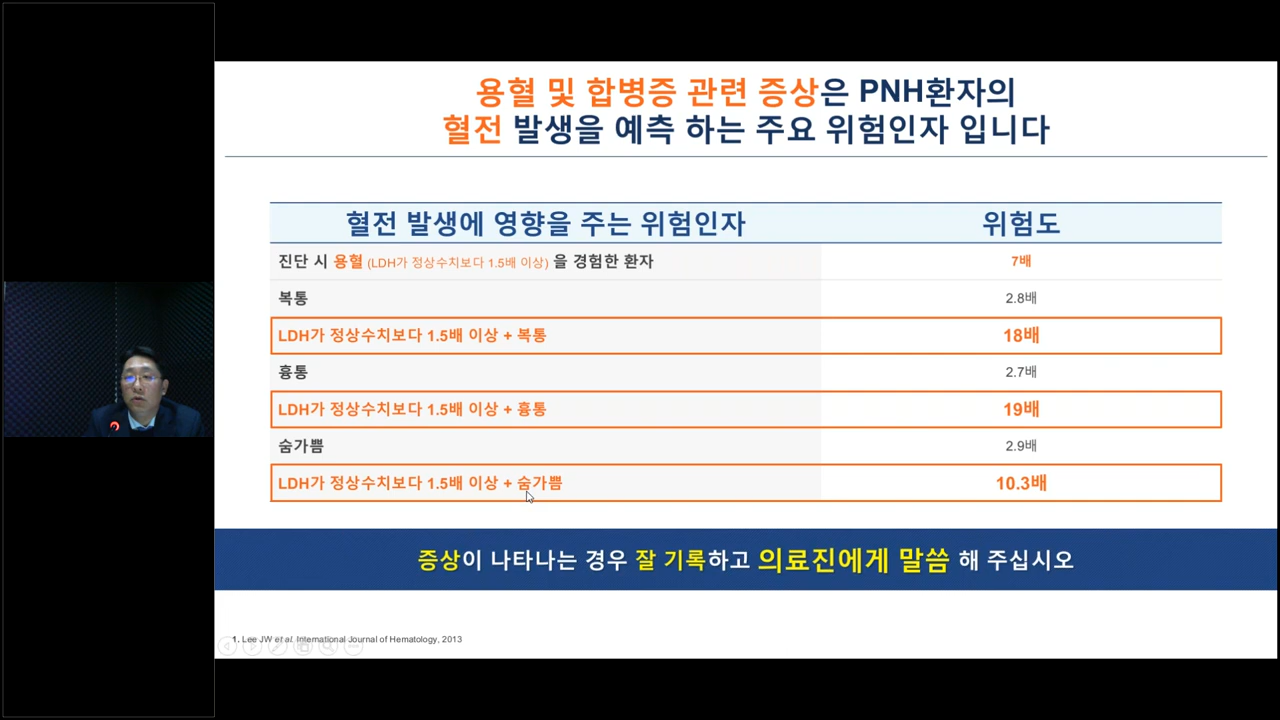 용혈 및 합병증 관련 증상은 PNH환자의
혈전 발생을 예측 하는 주요 위험인자 입니다
혈전 발생에 영향을 주는 위험인자 위험도
진단 시 용혈 (LDH가 정상수치보다 1.5배 이상) 을 경험한 환자 7배
복통 2.8배
LDH가 정상수치보다 1.5배 이상 + 복통 18배
흉통 2.7배
LDH가 정상수치보다 1.5배 이상 + 흉통 19배
숨가쁨 2.9배
LDH가 정상수치보다 1.5배 이상 + 숨가쁨 10.3배
증상이 나타나는 경우 잘 기록하고 의료진에게 말씀 해 주십시오
1. Lee JW et al. International Journal of Hematology, 2013